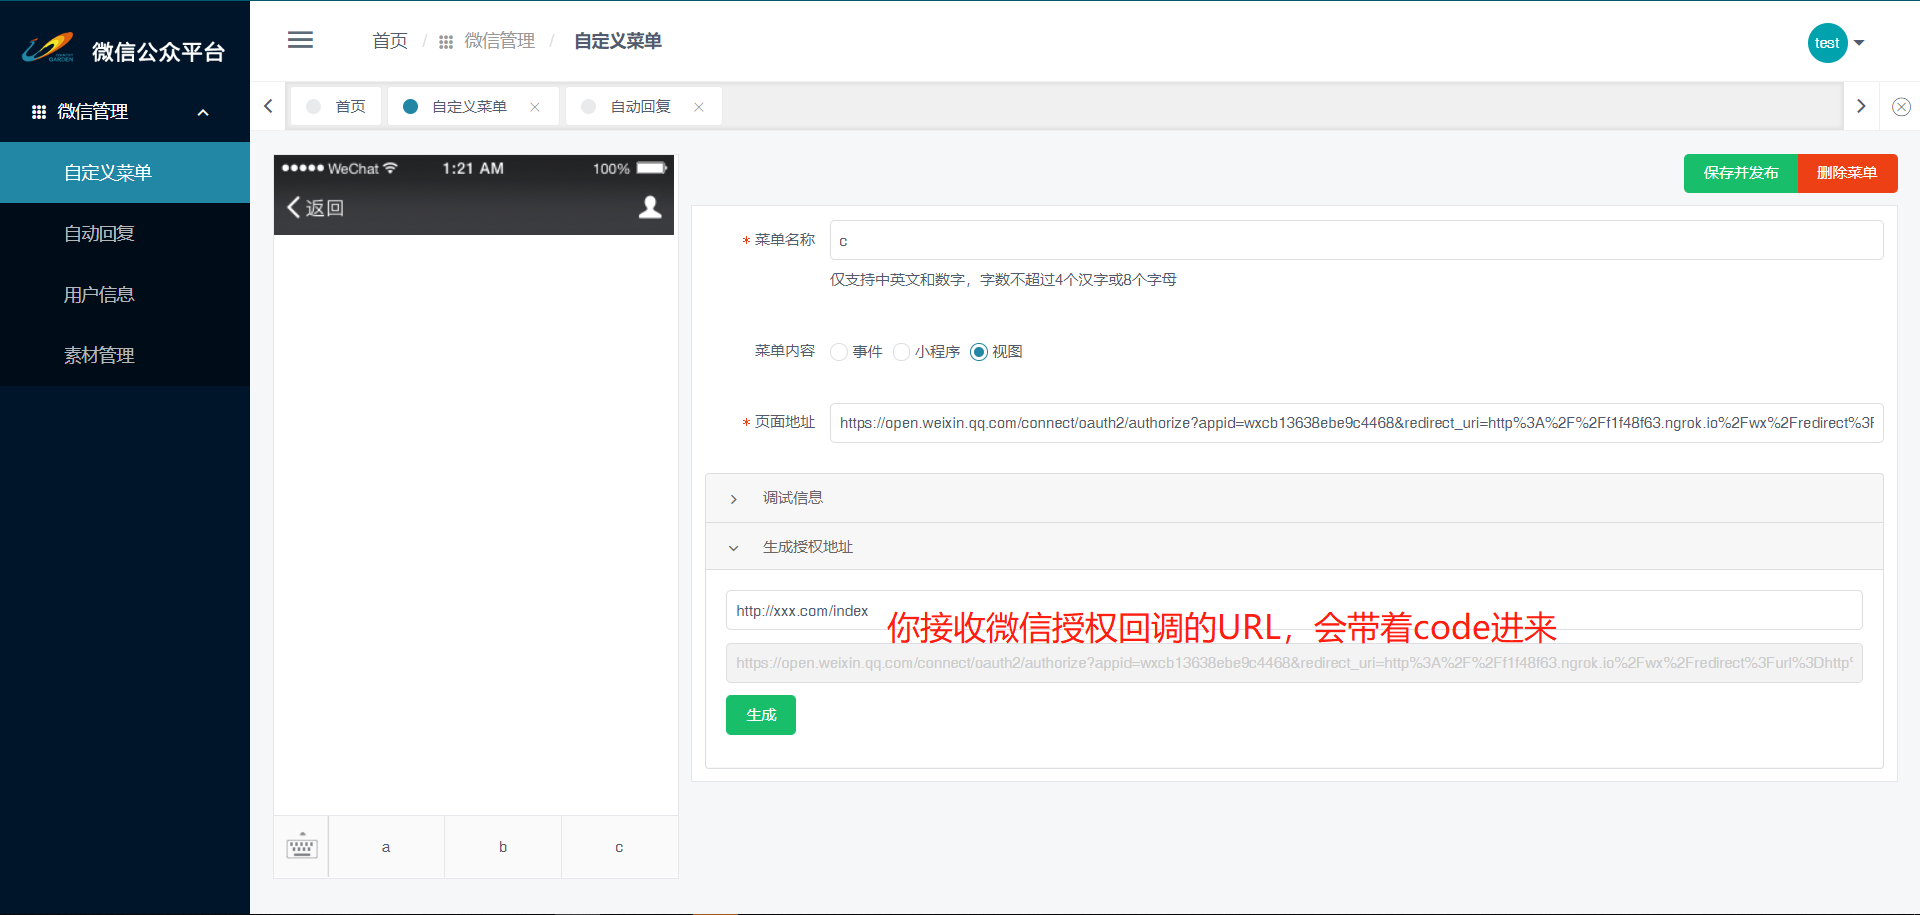 微信公众平台
微信管理
自定义菜单
自动回复
用户信息
素材管理
首页 / 微信管理 / 自定义菜单
test
首页
自定义菜单
自动回复
WeChat
1:21 AM
100%
返回
a
b
c
保存并发布
删除菜单
* 菜单名称
c
仅支持中英文和数字，字数不超过4个汉字或8个字母
菜单内容
事件
小程序
视图
* 页面地址
https://open.weixin.qq.com/connect/oauth2/authorize?appid=wxcb13638ebe9c4468&redirect_uri=http%3A%2F%2Ff1f48f63.ngrok.io%2Fwx%2Fredirect%3F
调试信息
生成授权地址
http://xxx.com/index
你接收微信授权回调的URL，会带着code进来
https://open.weixin.qq.com/connect/oauth2/authorize?appid=wxcb13638ebe9c4468&redirect_uri=http%3A%2F%2Ff1f48f63.ngrok.io%2Fwx%2Fredirect%3Furl%3Dhttp%
生成